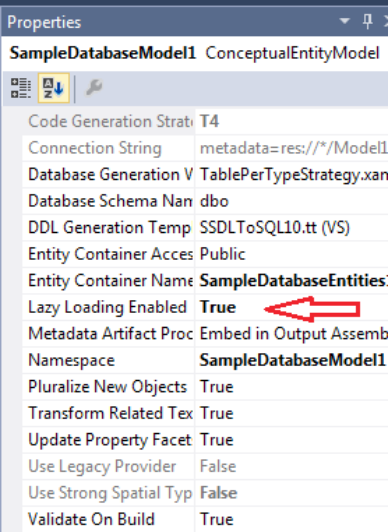 Properties
SampleDatabaseModel1 ConceptualEntityModel
Code Generation Strat T4
Connection String metadata=res://*/Model1
Database Generation V TablePerTypeStrategy.xam
Database Schema Nam dbo
DDL Generation Temp SSDLToSQL10.tt (VS)
Entity Container Acces Public
Entity Container Name SampleDatabaseEntities1
Lazy Loading Enabled True
Metadata Artifact Proc Embed in Output Assemb
Namespace SampleDatabaseModel1
Pluralize New Objects True
Transform Related Tex True
Update Property Facet True
Use Legacy Provider False
Use Strong Spatial Typ False
Validate On Build True